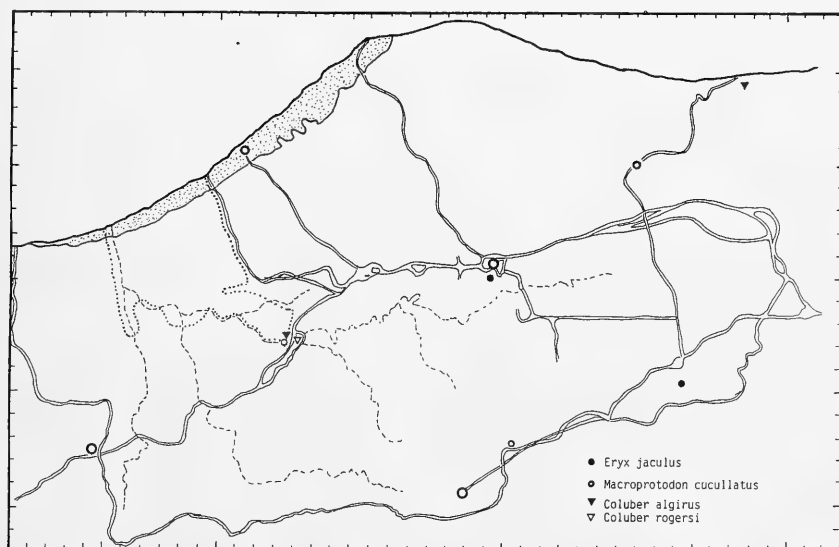 Eryx jaculus
Macroprotodon cucullatus
Coluber algirus
Coluber rogersi